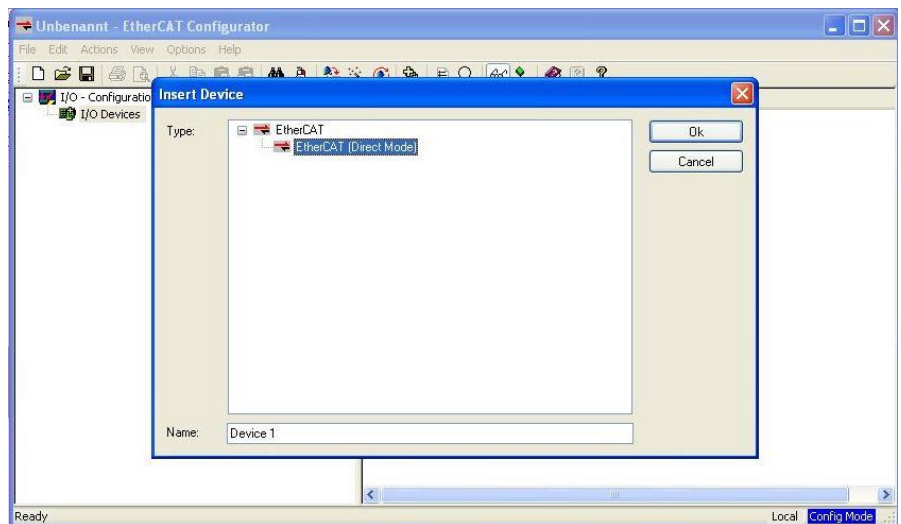 Unbenannt - EtherCAT Configurator
File Edit Actions View Options Help
I/O - Configuratio
I/O Devices
Insert Device
Type:
EtherCAT
EtherCAT (Direct Mode)
Ok
Cancel
Name: Device 1
Ready Local Config Mode